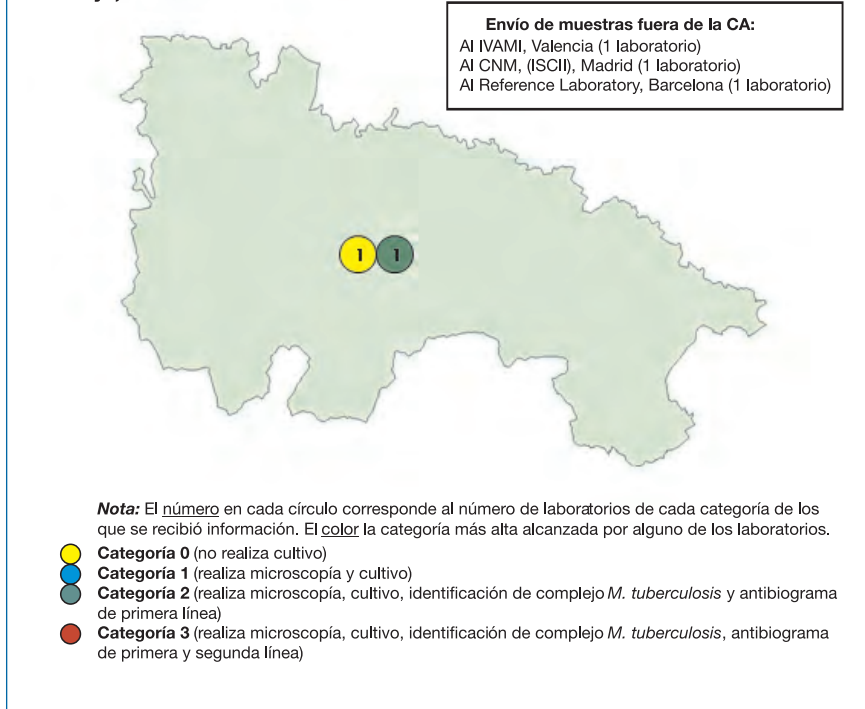 Envío de muestras fuera de la CA:
Al IVAMI, Valencia (1 laboratorio)
Al CNM, (ISCII), Madrid (1 laboratorio)
Al Reference Laboratory, Barcelona (1 laboratorio)
1 1
Nota: El número en cada círculo corresponde al número de laboratorios de cada categoría de los
que se recibió información. El color la categoría más alta alcanzada por alguno de los laboratorios.
Categoría 0 (no realiza cultivo)
Categoría 1 (realiza microscopía y cultivo)
Categoría 2 (realiza microscopía, cultivo, identificación de complejo M. tuberculosis y antibiograma
de primera línea)
Categoría 3 (realiza microscopía, cultivo, identificación de complejo M. tuberculosis, antibiograma
de primera y segunda línea)